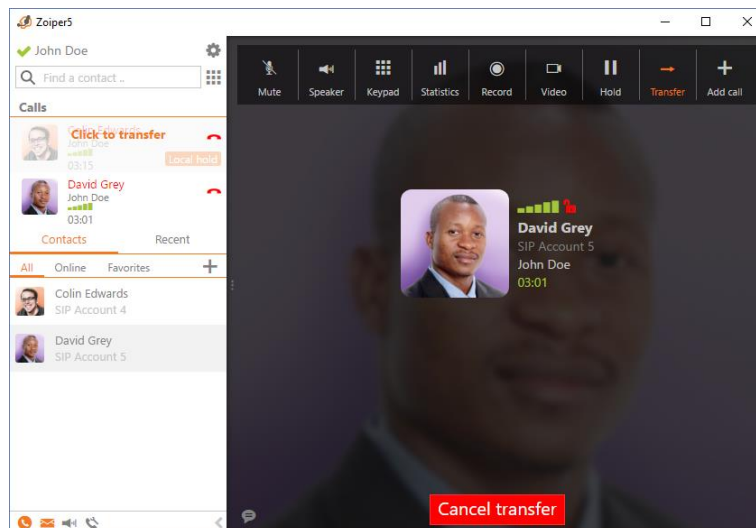 Zoiper5
John Doe
Find a contact ..
Calls
Colin Edwards
Click to transfer
John Doe
03:15
Local hold
David Grey
John Doe
03:01
Contacts Recent
All Online Favorites
Colin Edwards
SIP Account 4
David Grey
SIP Account 5
Mute Speaker Keypad Statistics Record Video Hold Transfer Add call
David Grey
SIP Account 5
John Doe
03:01
Cancel transfer